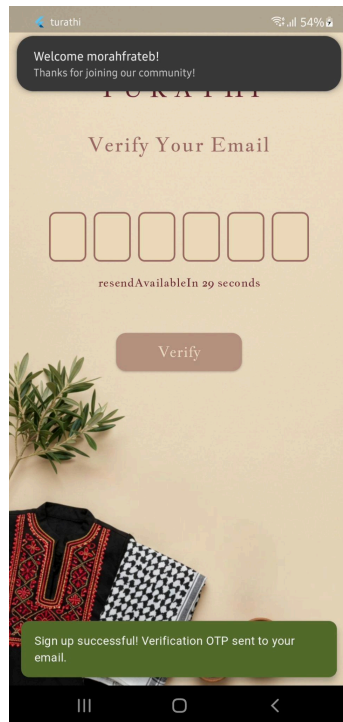 turathi 54%
Welcome morahfrateb!
Thanks for joining our community!
TURATHI
Verify Your Email
resendAvailableIn 29 seconds
Verify
Sign up successful! Verification OTP sent to your
email.